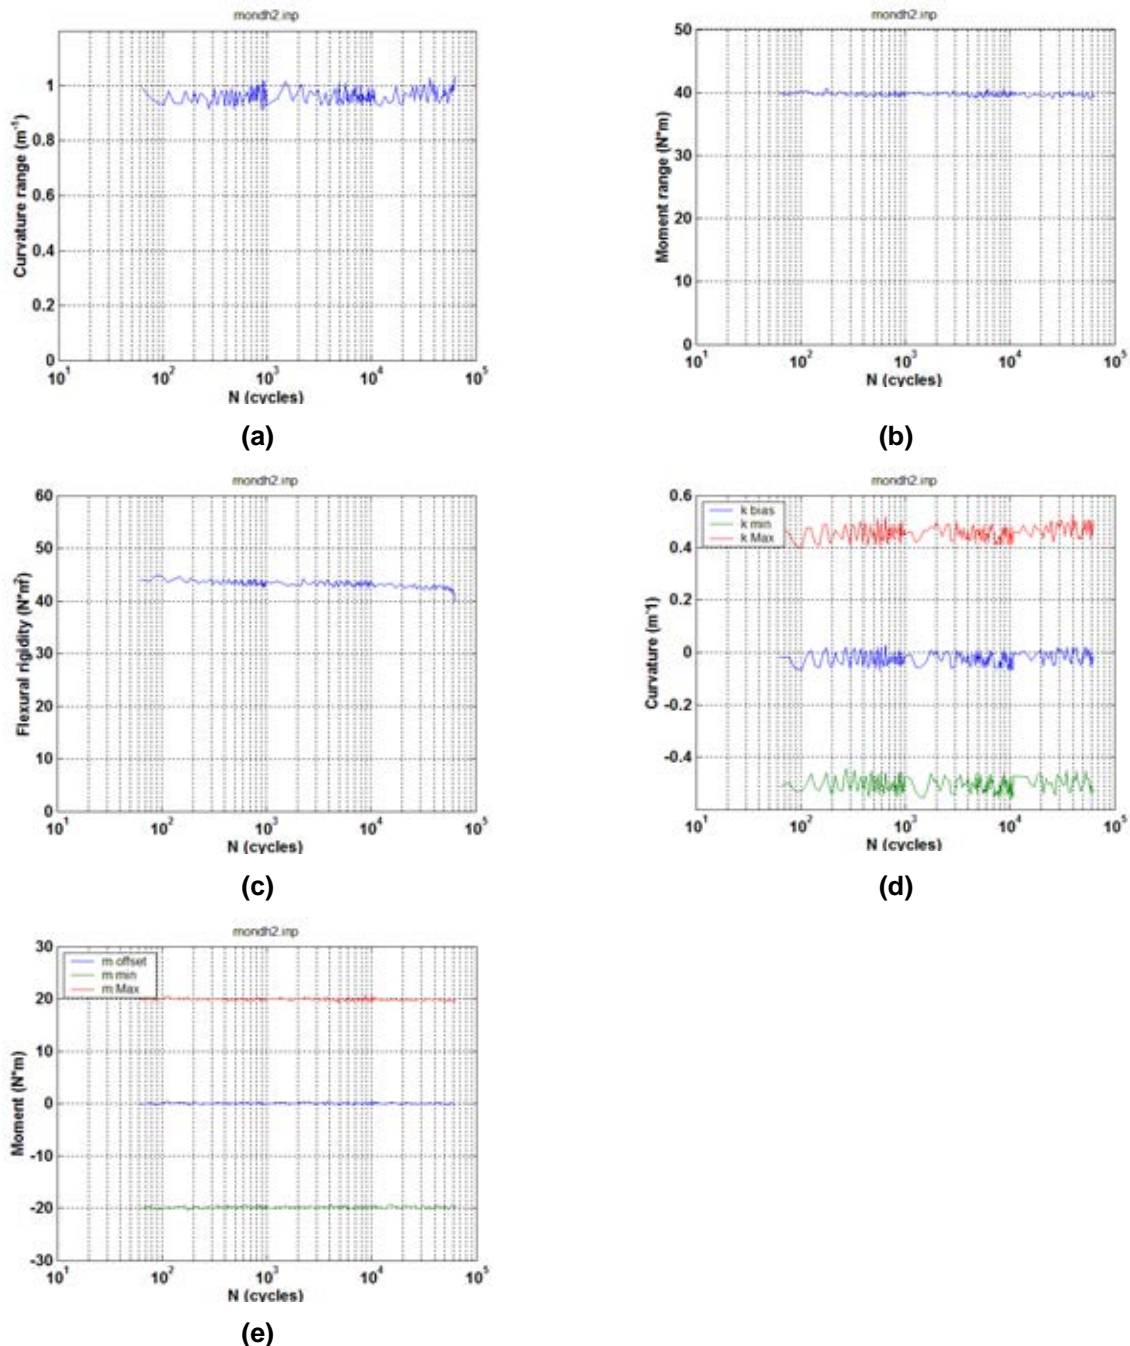 mondh2.inp
Curvature range (m⁻¹)
1
0.8
0.6
0.4
0.2
0
10¹ 10² 10³ 10⁴ 10⁵
N (cycles)
(a)
mondh2.inp
Moment range (N*m)
50
40
30
20
10
0
10¹ 10² 10³ 10⁴ 10⁵
N (cycles)
(b)
mondh2.inp
Flexural rigidity (N*m²)
60
50
40
30
20
10
0
10¹ 10² 10³ 10⁴ 10⁵
N (cycles)
(c)
mondh2.inp
Curvature (m⁻1)
0.6
0.4
0.2
0
-0.2
-0.4
k bias
k min
k Max
10¹ 10² 10³ 10⁴ 10⁵
N (cycles)
(d)
mondh2.inp
Moment (N*m)
30
20
10
0
-10
-20
-30
m offset
m min
m Max
10¹ 10² 10³ 10⁴ 10⁵
N (cycles)
(e)